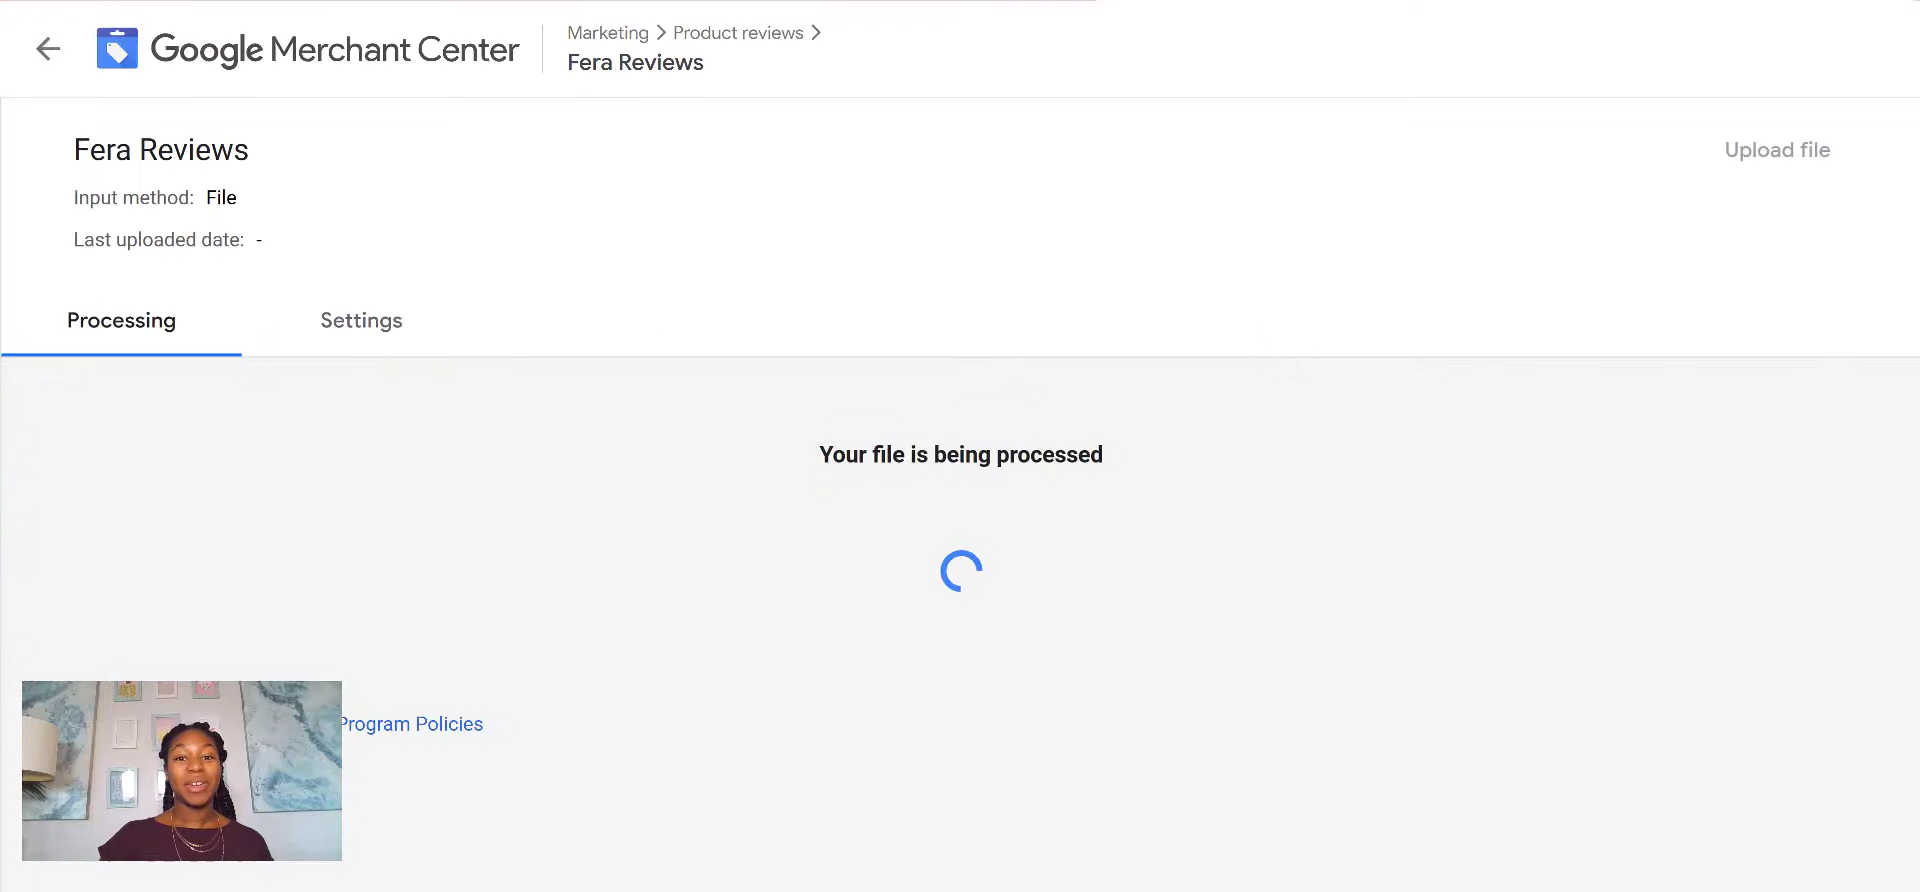 Google Merchant Center
Marketing > Product reviews >
Fera Reviews
Fera Reviews
Upload file
Input method: File
Last uploaded date: -
Processing
Settings
Your file is being processed
Program Policies